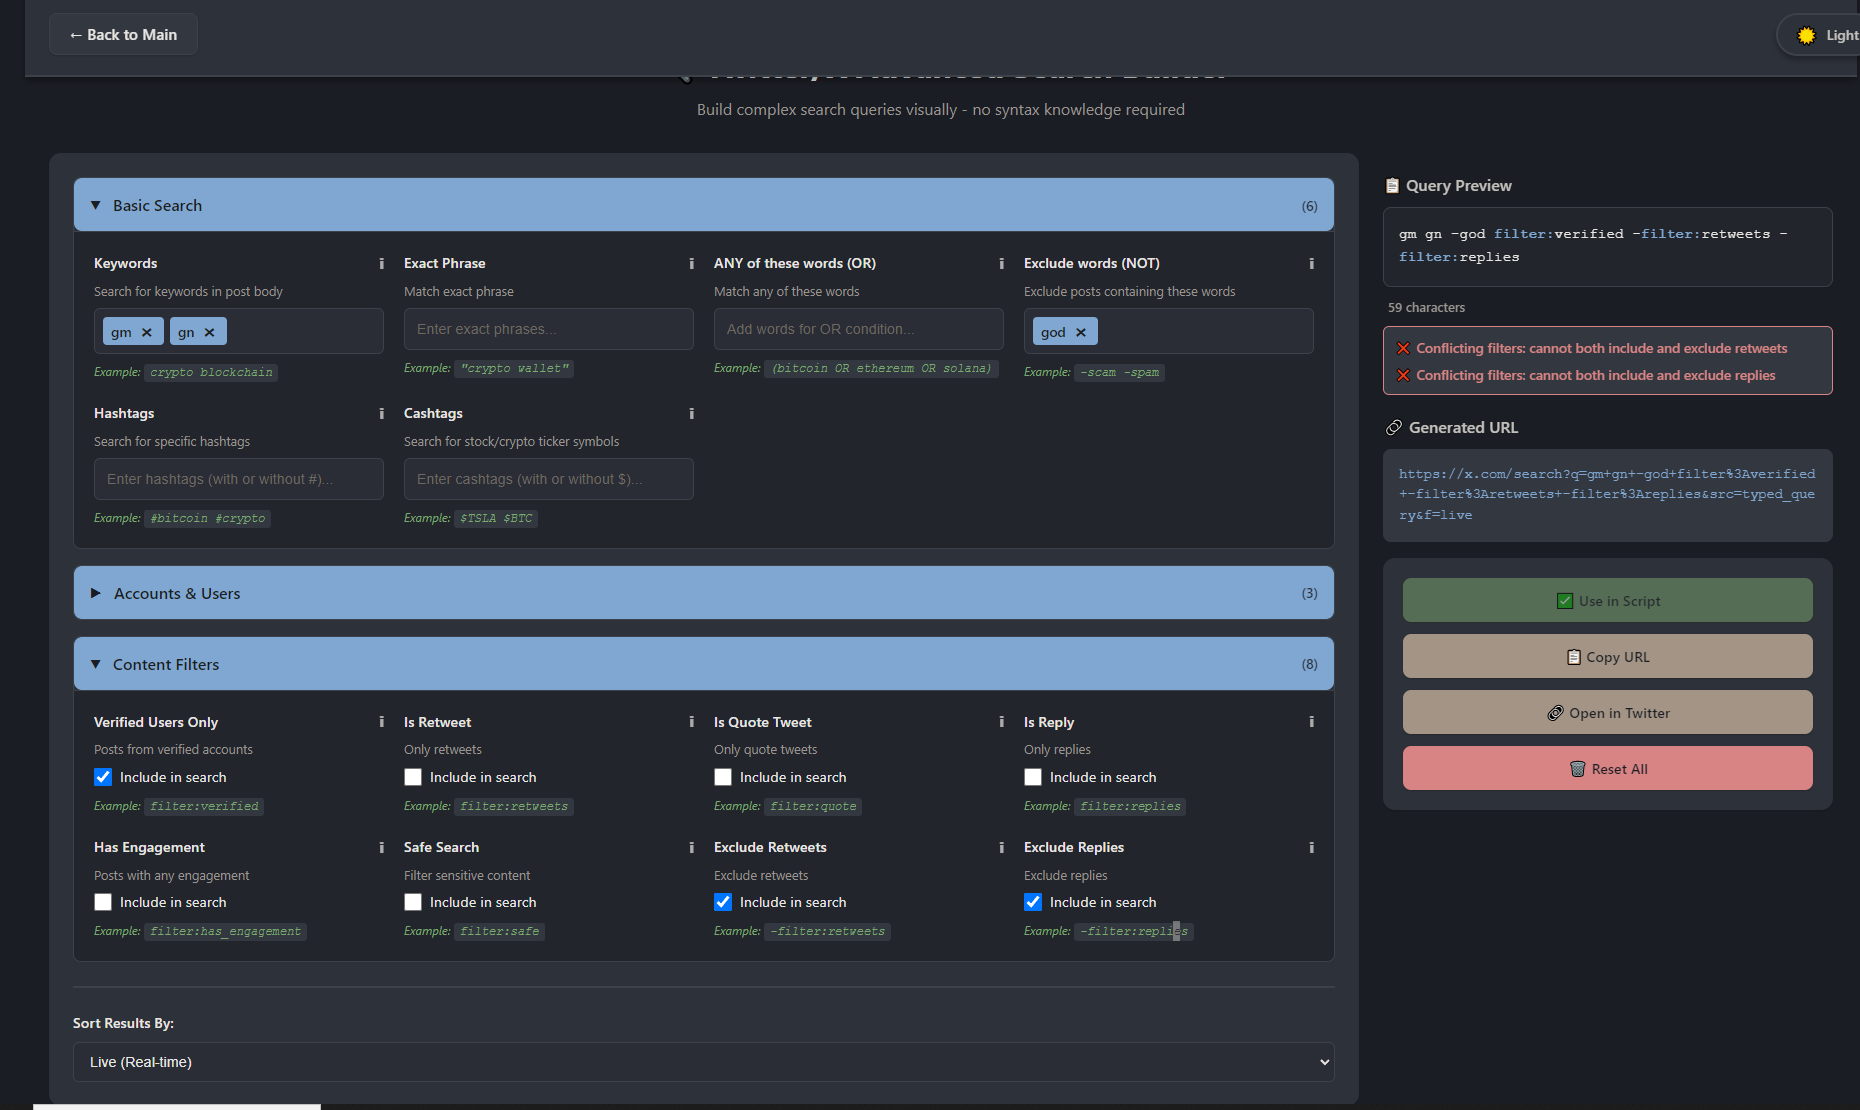 ← Back to Main
Light
Build complex search queries visually - no syntax knowledge required
▼ Basic Search (6)
Keywords i
Search for keywords in post body
gm × gn ×
Example: crypto blockchain
Exact Phrase i
Match exact phrase
Enter exact phrases...
Example: "crypto wallet"
ANY of these words (OR) i
Match any of these words
Add words for OR condition...
Example: (bitcoin OR ethereum OR solana)
Exclude words (NOT) i
Exclude posts containing these words
god ×
Example: -scam -spam
Hashtags i
Search for specific hashtags
Enter hashtags (with or without #)...
Example: #bitcoin #crypto
Cashtags i
Search for stock/crypto ticker symbols
Enter cashtags (with or without $)...
Example: $TSLA $BTC
▶ Accounts & Users (3)
▼ Content Filters (8)
Verified Users Only i
Posts from verified accounts
Include in search
Example: filter:verified
Is Retweet i
Only retweets
Include in search
Example: filter:retweets
Is Quote Tweet i
Only quote tweets
Include in search
Example: filter:quote
Is Reply i
Only replies
Include in search
Example: filter:replies
Has Engagement i
Posts with any engagement
Include in search
Example: filter:has_engagement
Safe Search i
Filter sensitive content
Include in search
Example: filter:safe
Exclude Retweets i
Exclude retweets
Include in search
Example: -filter:retweets
Exclude Replies i
Exclude replies
Include in search
Example: -filter:replies
Sort Results By:
Live (Real-time)
Query Preview
gm gn -god filter:verified -filter:retweets -
filter:replies
59 characters
❌ Conflicting filters: cannot both include and exclude retweets
❌ Conflicting filters: cannot both include and exclude replies
Generated URL
https://x.com/search?q=gm+gn+-god+filter%3Averified
+-filter%3Aretweets+-filter%3Areplies&src=typed_que
ry&f=live
Use in Script
Copy URL
Open in Twitter
Reset All